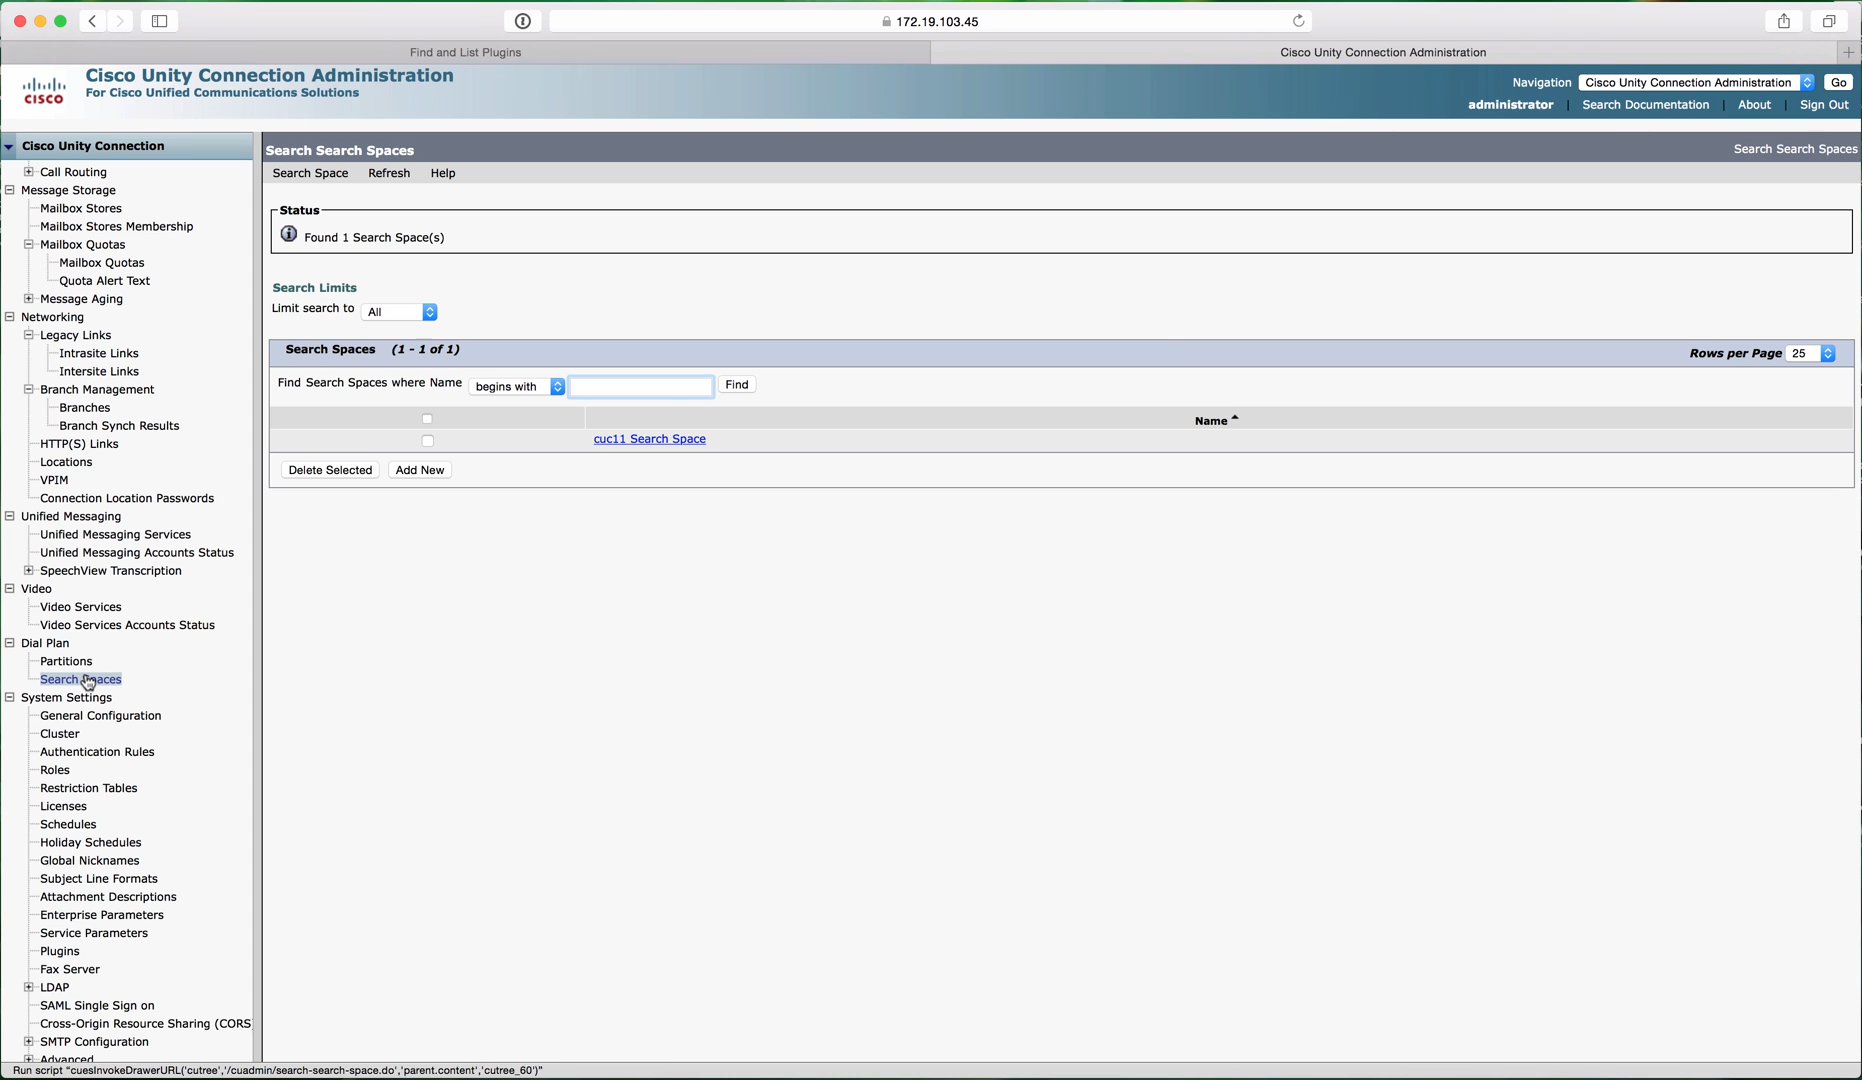 172.19.103.45
Find and List Plugins
Cisco Unity Connection Administration
CISCO
Cisco Unity Connection Administration
For Cisco Unified Communications Solutions
Navigation Cisco Unity Connection Administration Go
administrator | Search Documentation | About | Sign Out
Cisco Unity Connection
Call Routing
Message Storage
Mailbox Stores
Mailbox Stores Membership
Mailbox Quotas
Mailbox Quotas
Quota Alert Text
Message Aging
Networking
Legacy Links
Intrasite Links
Intersite Links
Branch Management
Branches
Branch Synch Results
HTTP(S) Links
Locations
VPIM
Connection Location Passwords
Unified Messaging
Unified Messaging Services
Unified Messaging Accounts Status
SpeechView Transcription
Video
Video Services
Video Services Accounts Status
Dial Plan
Partitions
Search Spaces
System Settings
General Configuration
Cluster
Authentication Rules
Roles
Restriction Tables
Licenses
Schedules
Holiday Schedules
Global Nicknames
Subject Line Formats
Attachment Descriptions
Enterprise Parameters
Service Parameters
Plugins
Fax Server
LDAP
SAML Single Sign on
Cross-Origin Resource Sharing (CORS
SMTP Configuration
Advanced
Search Search Spaces
Search Search Spaces
Search Space Refresh Help
Status
Found 1 Search Space(s)
Search Limits
Limit search to All
Search Spaces (1 - 1 of 1)
Rows per Page 25
Find Search Spaces where Name begins with Find
Name
cuc11 Search Space
Delete Selected Add New
Run script "cuesInvokeDrawerURL('cutree','/cuadmin/search-search-space.do','parent.content','cutree_60')"